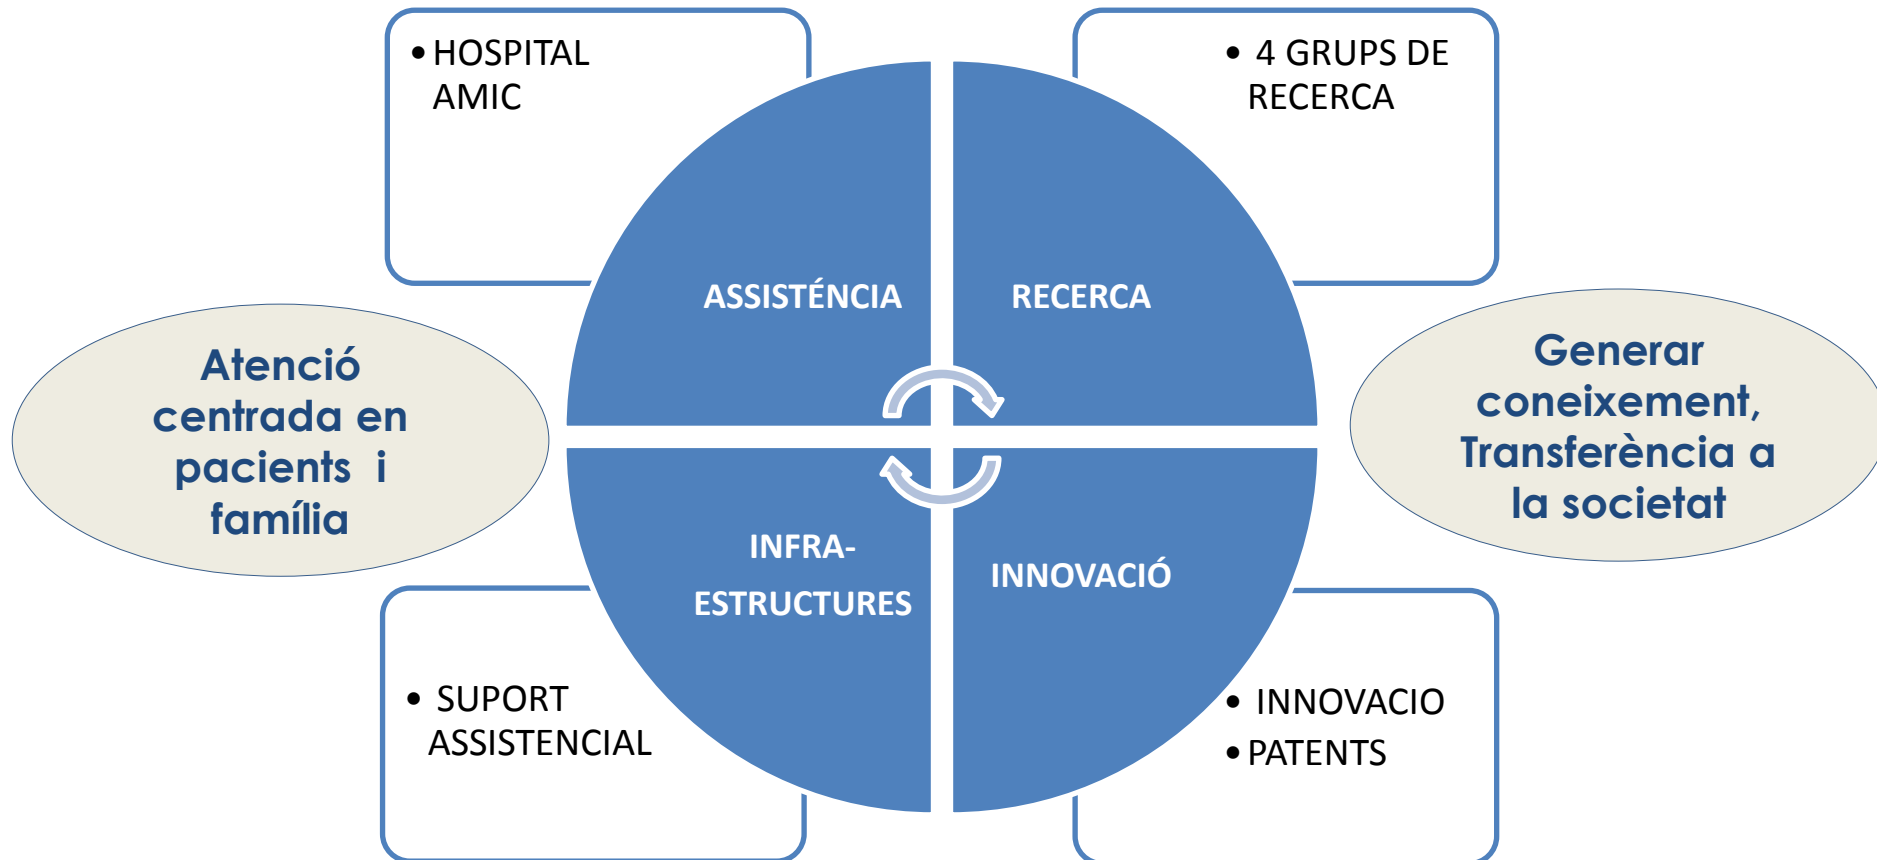 • HOSPITAL
AMIC
• 4 GRUPS DE
RECERCA
ASSISTÉNCIA
RECERCA
Atenció
centrada en
pacients i
família
Generar
coneixement,
Transferència a
la societat
INFRA-
ESTRUCTURES
INNOVACIÓ
• SUPORT
ASSISTENCIAL
• INNOVACIO
• PATENTS